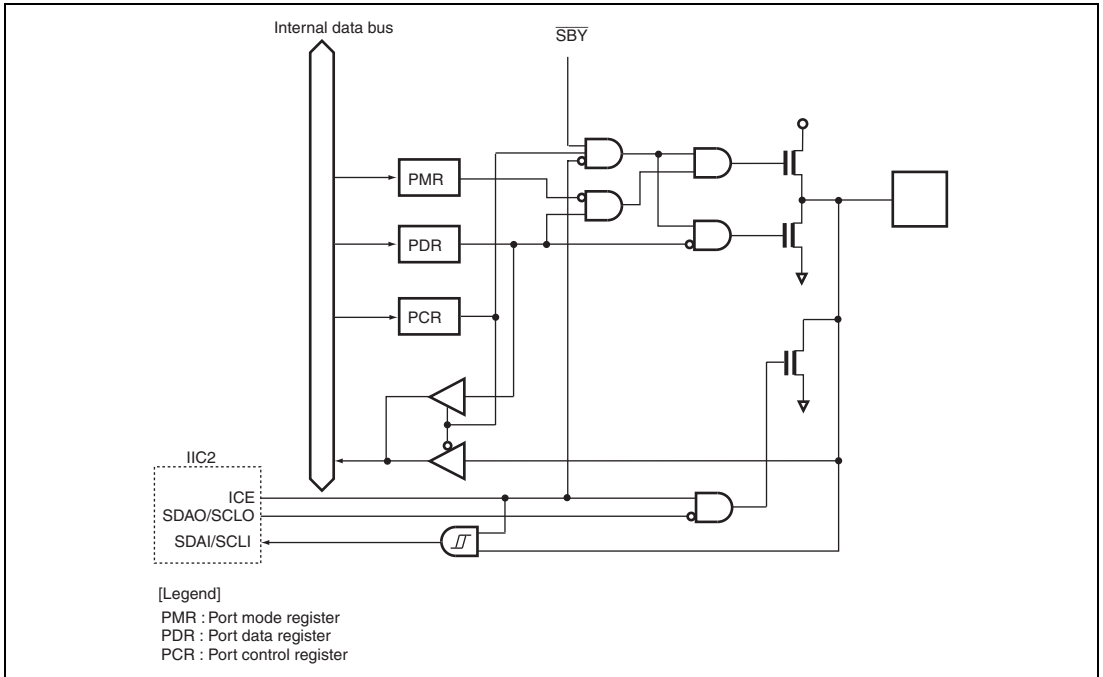 Internal data bus
SBY
PMR
PDR
PCR
IIC2
ICE
SDAO/SCLO
SDAI/SCLI
[Legend]
PMR : Port mode register
PDR : Port data register
PCR : Port control register